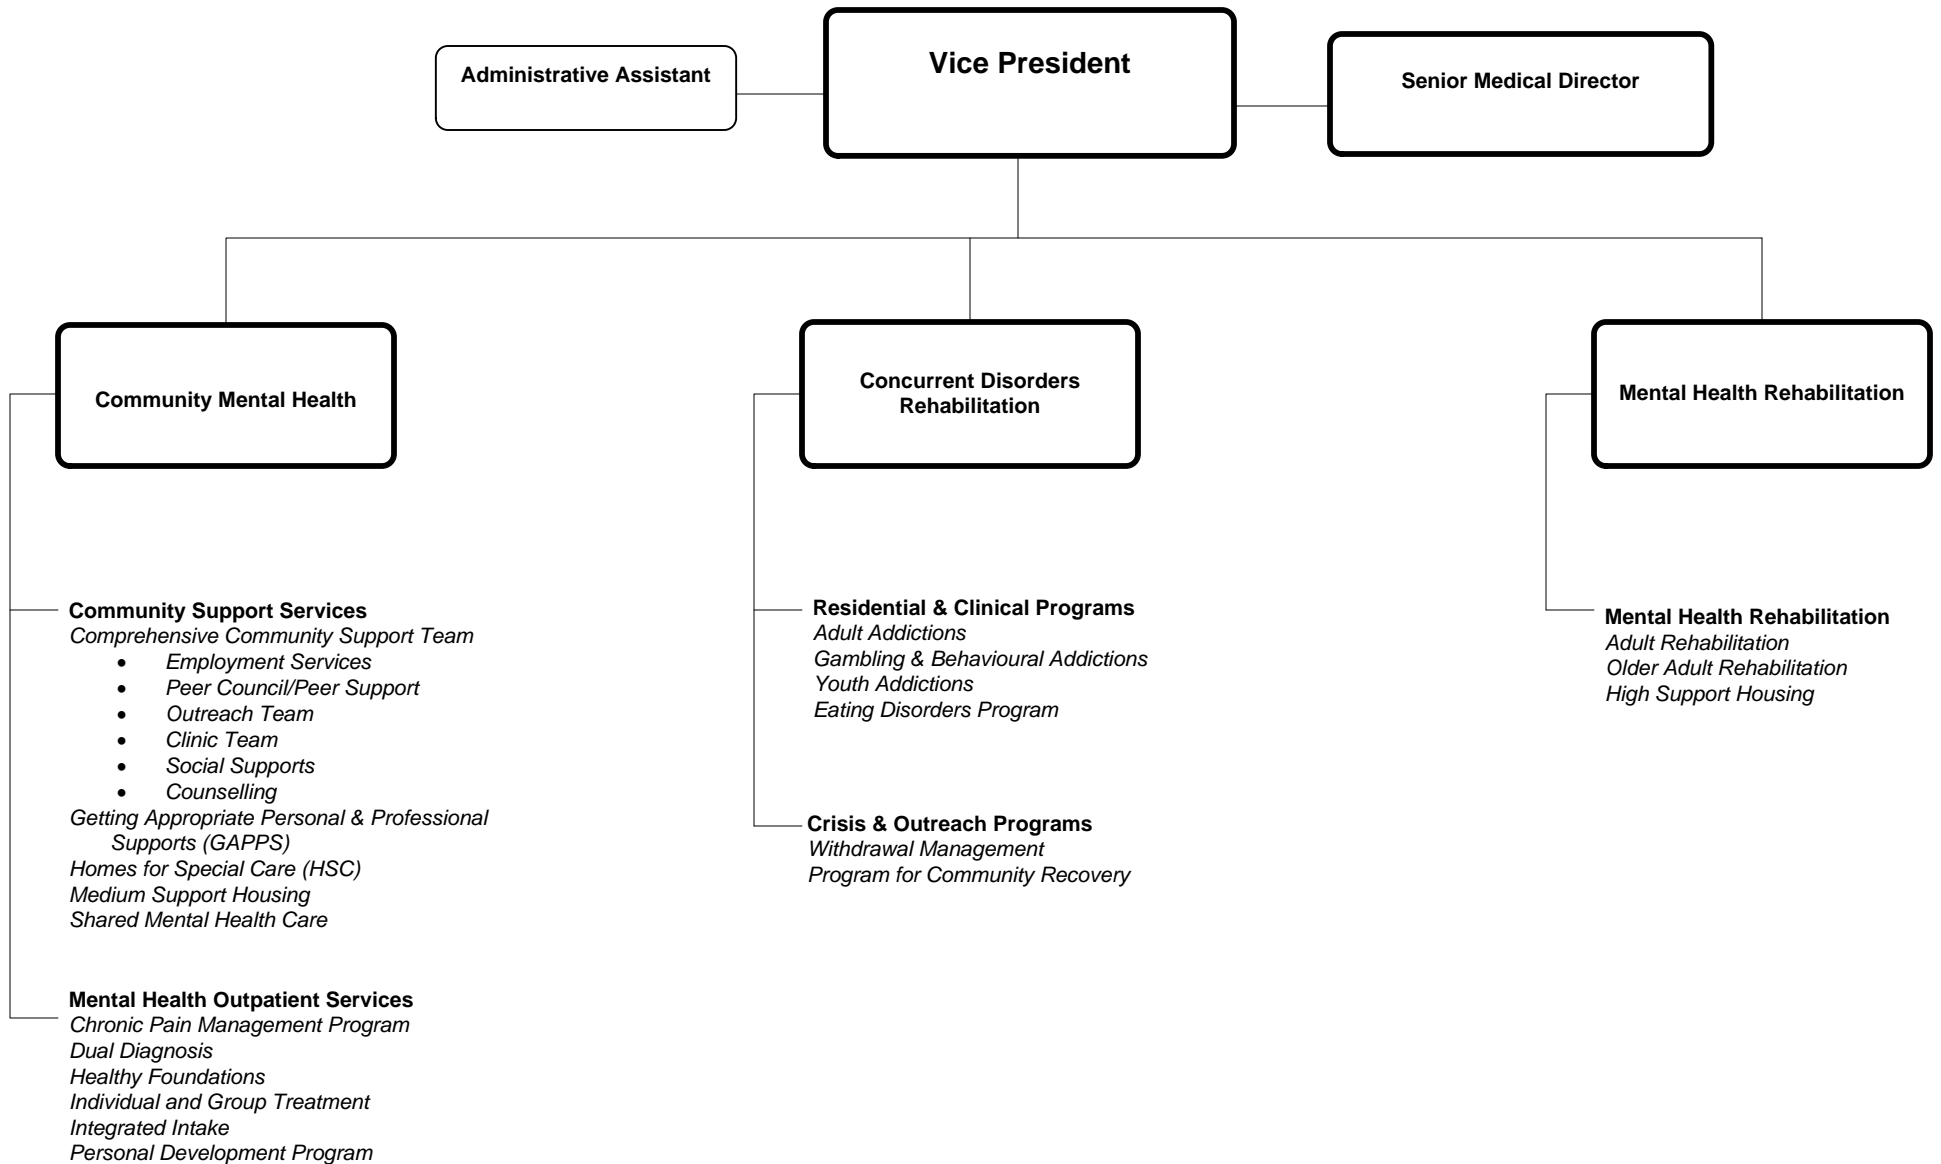 Administrative Assistant
Vice President
Senior Medical Director
Community Mental Health
Concurrent Disorders
Rehabilitation
Mental Health Rehabilitation
Community Support Services
Comprehensive Community Support Team
• Employment Services
• Peer Council/Peer Support
• Outreach Team
• Clinic Team
• Social Supports
• Counselling
Getting Appropriate Personal & Professional
Supports (GAPPS)
Homes for Special Care (HSC)
Medium Support Housing
Shared Mental Health Care
Mental Health Outpatient Services
Chronic Pain Management Program
Dual Diagnosis
Healthy Foundations
Individual and Group Treatment
Integrated Intake
Personal Development Program
Residential & Clinical Programs
Adult Addictions
Gambling & Behavioural Addictions
Youth Addictions
Eating Disorders Program
Crisis & Outreach Programs
Withdrawal Management
Program for Community Recovery
Mental Health Rehabilitation
Adult Rehabilitation
Older Adult Rehabilitation
High Support Housing